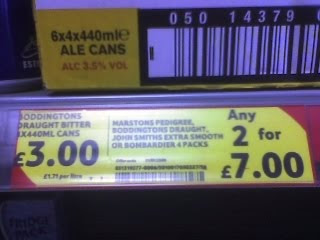 050 14379
6x4x440ml e
ALE CANS
ALC 3.5% VOL
BODDINGTONS
DRAUGHT BITTER
4X440ML CANS
£3.00
£1.71 per litre
MARSTONS PEDIGREE,
BODDINGTONS DRAUGHT,
JOHN SMITHS EXTRA SMOOTH
OR BOMBARDIER 4 PACKS
Any
2 for
£7.00
FRIDGE
PACK